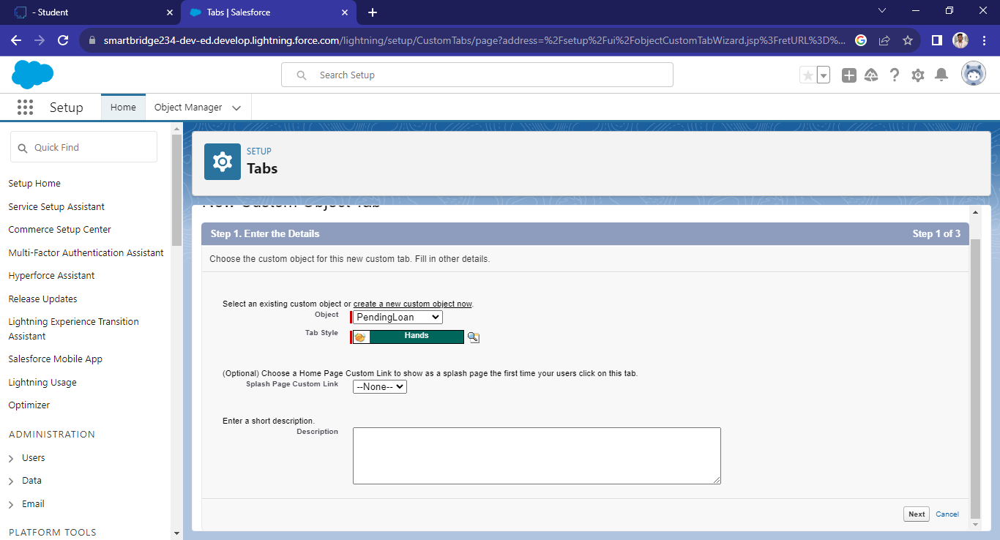 - Student
Tabs | Salesforce
smartbridge234-dev-ed.develop.lightning.force.com/lightning/setup/CustomTabs/page?address=%2Fsetup%2Fui%2FobjectCustomTabWizard.jsp%3FretURL%3D%...
Search Setup
Setup
Home
Object Manager
Quick Find
Setup Home
Service Setup Assistant
Commerce Setup Center
Multi-Factor Authentication Assistant
Hyperforce Assistant
Release Updates
Lightning Experience Transition
Assistant
Salesforce Mobile App
Lightning Usage
Optimizer
ADMINISTRATION
Users
Data
Email
PLATFORM TOOLS
SETUP
Tabs
New Custom Object Tab
Step 1. Enter the Details
Step 1 of 3
Choose the custom object for this new custom tab. Fill in other details.
Select an existing custom object or create a new custom object now.
Object
PendingLoan
Tab Style
Hands
(Optional) Choose a Home Page Custom Link to show as a splash page the first time your users click on this tab.
Splash Page Custom Link
--None--
Enter a short description.
Description
Next
Cancel